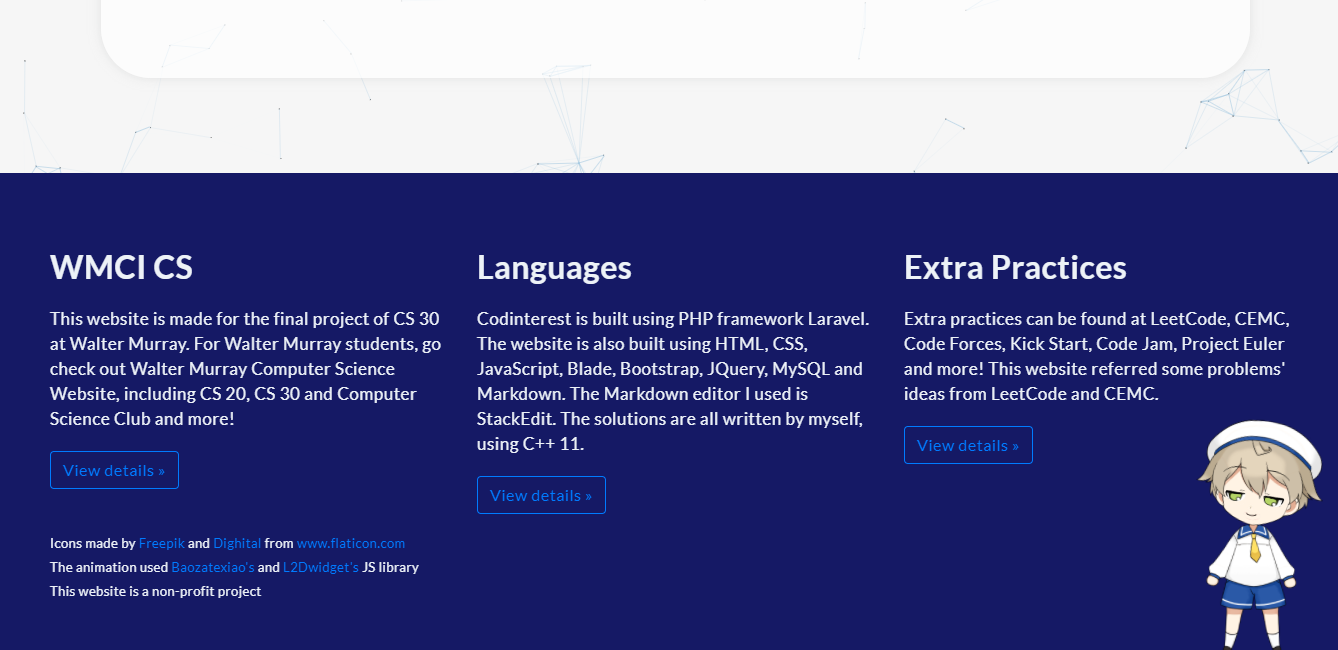 WMCI CS
This website is made for the final project of CS 30
at Walter Murray. For Walter Murray students, go
check out Walter Murray Computer Science
Website, including CS 20, CS 30 and Computer
Science Club and more!
View details »
Languages
Codinterest is built using PHP framework Laravel.
The website is also built using HTML, CSS,
JavaScript, Blade, Bootstrap, JQuery, MySQL and
Markdown. The Markdown editor I used is
StackEdit. The solutions are all written by myself,
using C++ 11.
View details »
Extra Practices
Extra practices can be found at LeetCode, CEMC,
Code Forces, Kick Start, Code Jam, Project Euler
and more! This website referred some problems'
ideas from LeetCode and CEMC.
View details »
Icons made by Freepik and Dighital from www.flaticon.com
The animation used Baozatexiao's and L2Dwidget's JS library
This website is a non-profit project